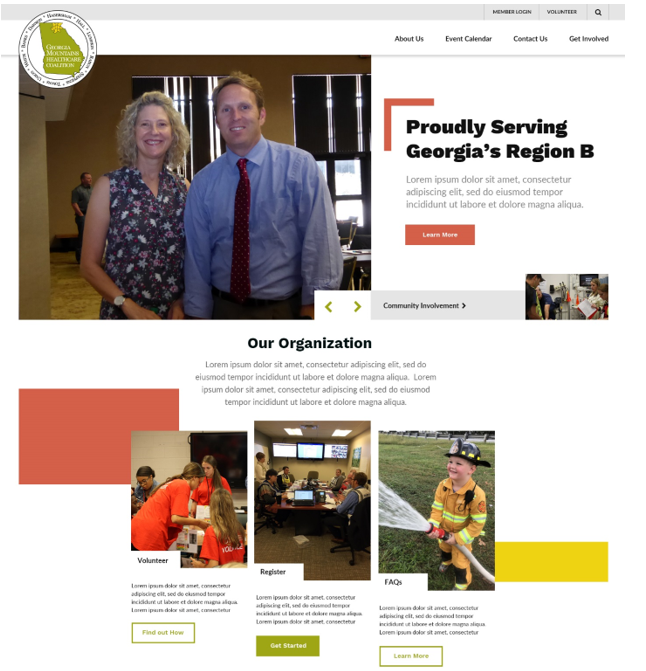 MEMBER LOGIN
VOLUNTEER
About Us
Event Calendar
Contact Us
Get Involved
GEORGIA
MOUNTAINS
HEALTHCARE
COALITION
Proudly Serving
Georgia's Region B
Lorem ipsum dolor sit amet, consectetur
adipiscing elit, sed do eiusmod tempor
incididunt ut labore et dolore magna aliqua.
Learn More
Community Involvement
Our Organization
Lorem ipsum dolor sit amet, consectetur adipiscing elit, sed do
eiusmod tempor incididunt ut labore et dolore magna aliqua. Lorem
ipsum dolor sit amet, consectetur adipiscing elit, sed do eiusmod
tempor incididunt ut labore et dolore magna aliqua.
Volunteer
Lorem ipsum dolor sit amet, consectetur
adipiscing elit, sed do eiusmod tempor
incididunt ut labore et dolore magna aliqua.
Lorem ipsum dolor sit amet, consectetur
Find out How
Register
Lorem ipsum dolor sit amet, consectetur
adipiscing elit, sed do eiusmod tempor
incididunt ut labore et dolore magna aliqua.
Lorem ipsum dolor sit amet, consectetur
Get Started
FAQs
Lorem ipsum dolor sit amet, consectetur
adipiscing elit, sed do eiusmod tempor
incididunt ut labore et dolore magna aliqua.
Lorem ipsum dolor sit amet, consectetur
Learn More